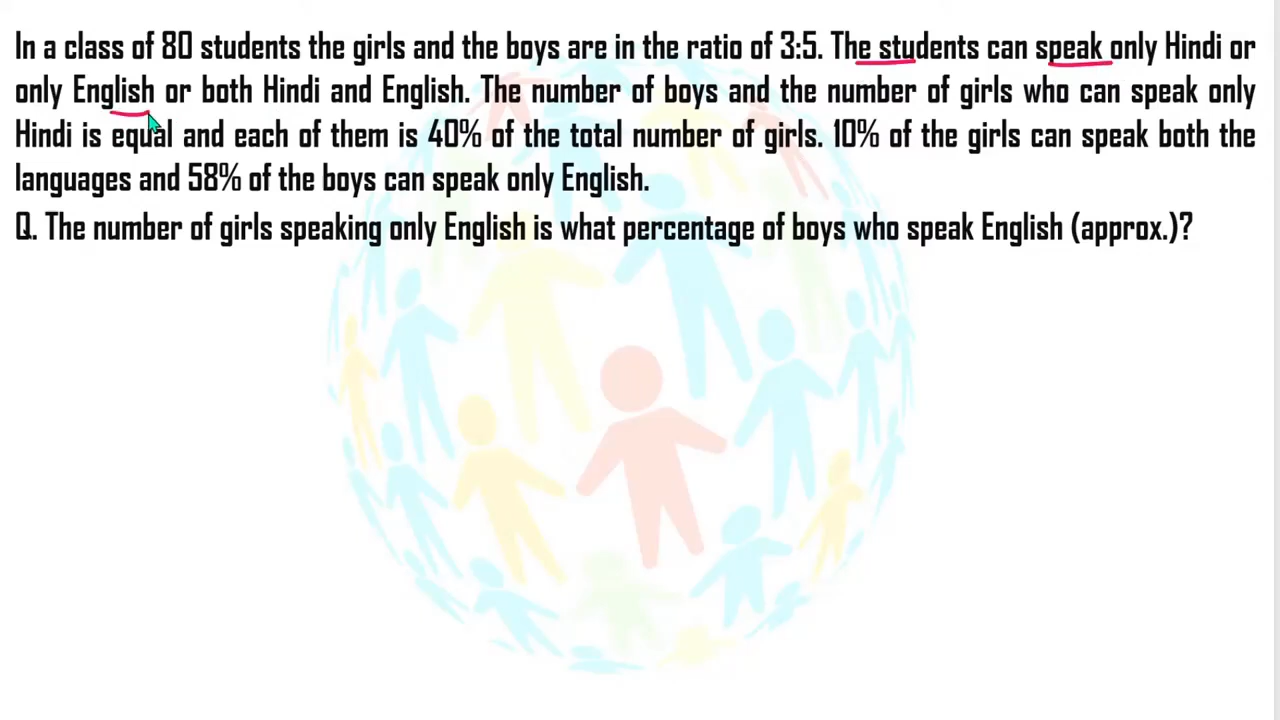 In a class of 80 students the girls and the boys are in the ratio of 3:5. The students can speak only Hindi or
only English or both Hindi and English. The number of boys and the number of girls who can speak only
Hindi is equal and each of them is 40% of the total number of girls. 10% of the girls can speak both the
languages and 58% of the boys can speak only English.
Q. The number of girls speaking only English is what percentage of boys who speak English (approx.)?